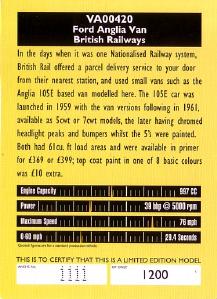 VA00420
Ford Anglia Van
British Railways
In the days when it was one Nationalised Railway system,
British Rail offered a parcel delivery service to your door
from their nearest station, and used small vans such as the
Anglia 105E based van modelled here. The 105E car was
launched in 1959 with the van versions following in 1961,
available as 5cwt or 7cwt models, the later having chromed
headlight peaks and bumpers whilst the 5's were painted.
Both had 61cu. ft load areas and were available in primer
for £369 or £399; top coat paint in one of 8 basic colours
was £10 extra.
Engine Capacity 997 CC
Power 39 bhp @ 5000 rpm
Maximum Speed 76 mph
0-60 mph 29.4 Seconds
THIS IS TO CERTIFY THAT THIS IS A LIMITED EDITION MODEL
1111
1200